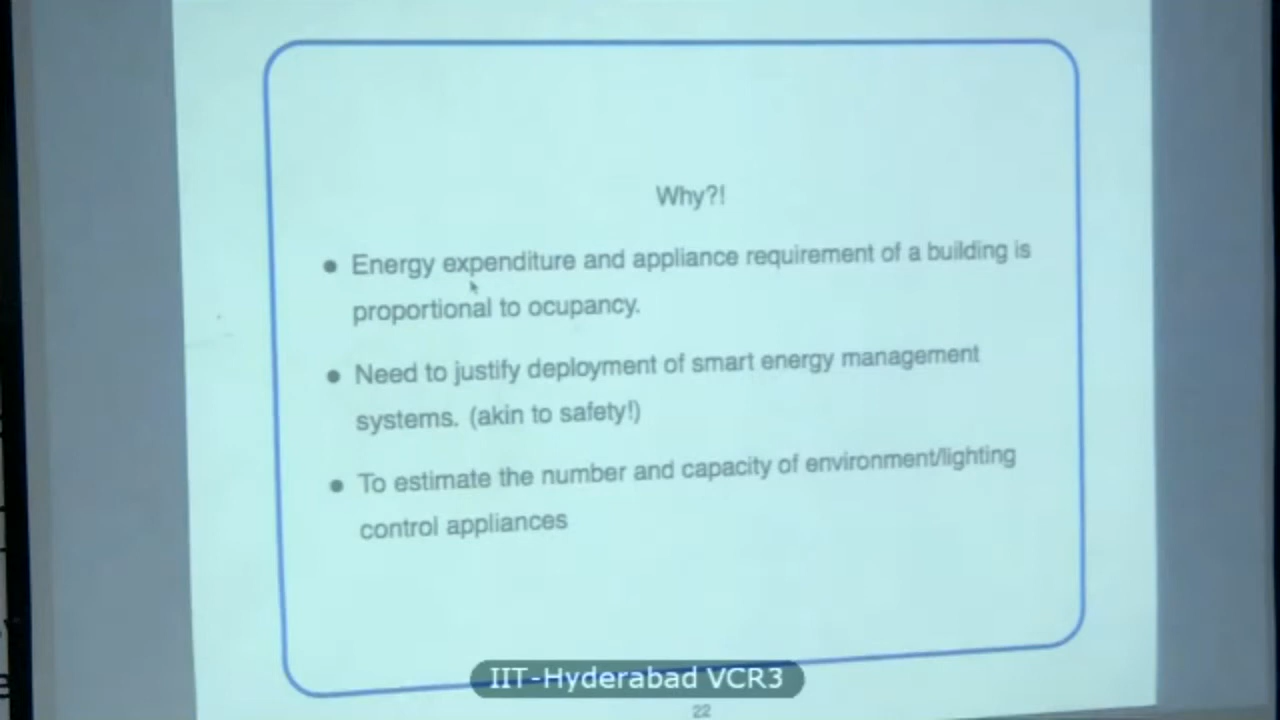 Why?!
● Energy expenditure and appliance requirement of a building is
proportional to ocupancy.
● Need to justify deployment of smart energy management
systems. (akin to safety!)
● To estimate the number and capacity of environment/lighting
control appliances
IIT-Hyderabad VCR3
22